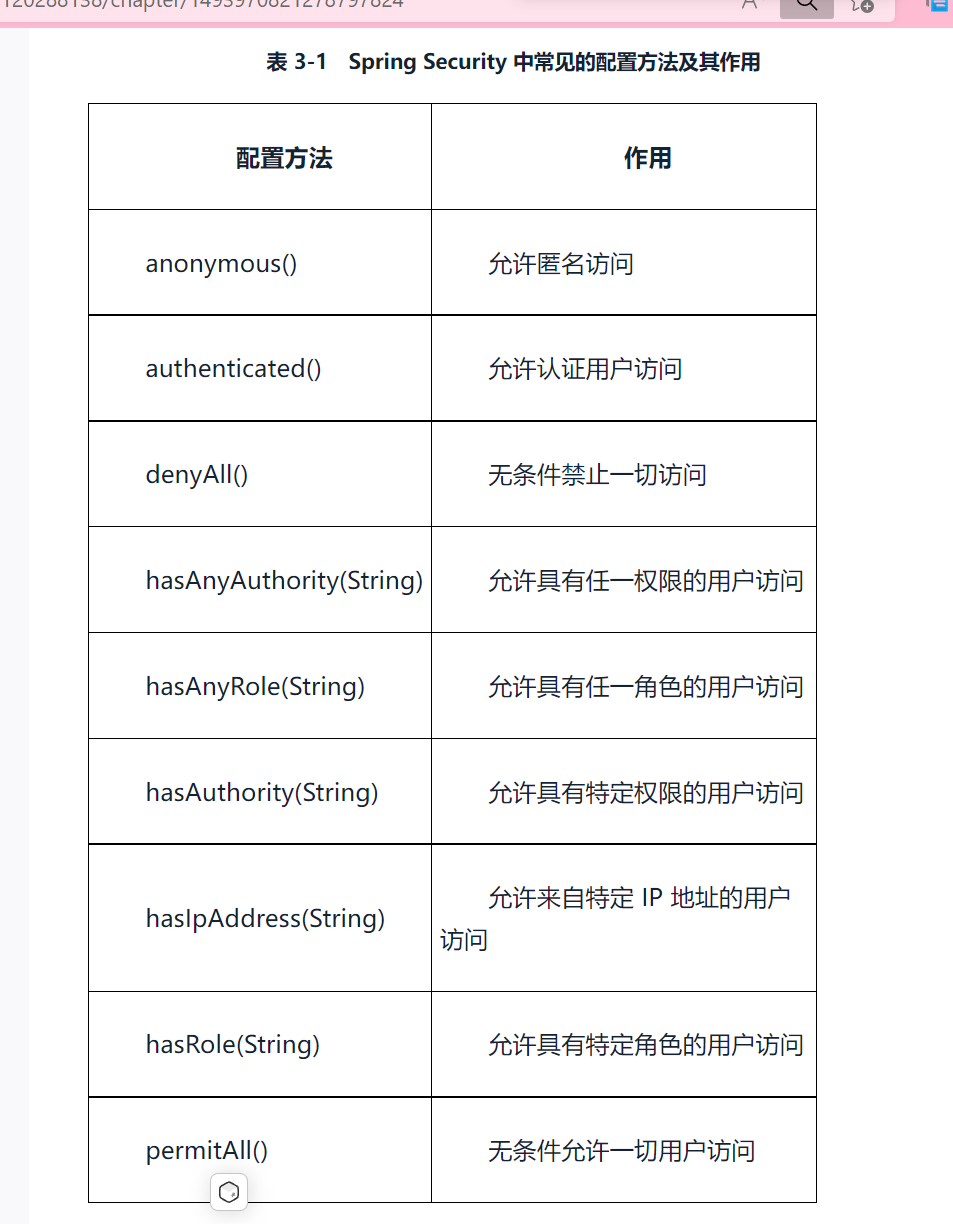 表 3-1 Spring Security 中常见的配置方法及其作用
配置方法 作用
anonymous() 允许匿名访问
authenticated() 允许认证用户访问
denyAll() 无条件禁止一切访问
hasAnyAuthority(String) 允许具有任一权限的用户访问
hasAnyRole(String) 允许具有任一角色的用户访问
hasAuthority(String) 允许具有特定权限的用户访问
hasIpAddress(String) 允许来自特定 IP 地址的用户
访问
hasRole(String) 允许具有特定角色的用户访问
permitAll() 无条件允许一切用户访问